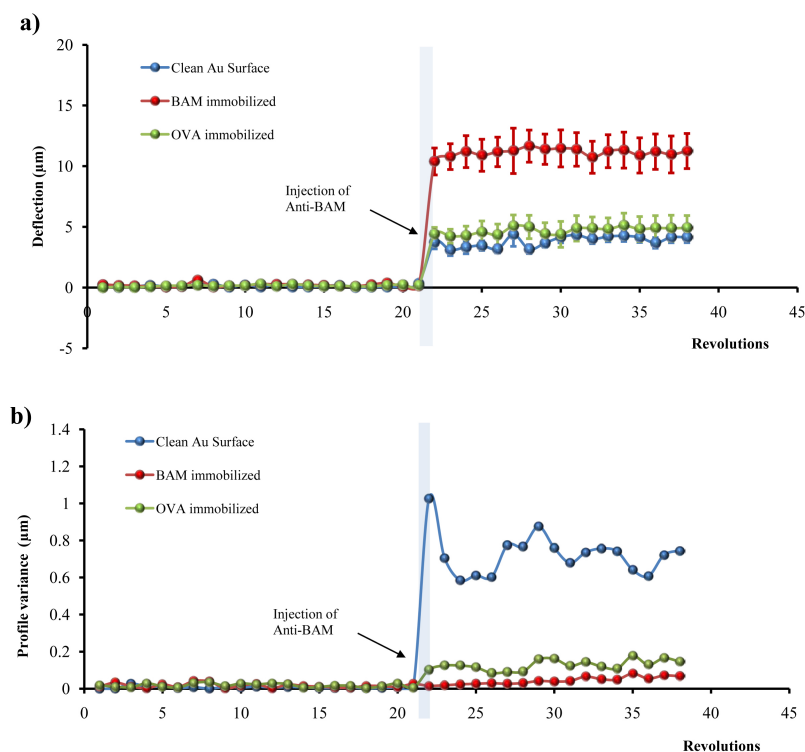 a)
20
15
10
5
0
-5
Deflection (µm)
Clean Au Surface
BAM immobilized
OVA immobilized
Injection of
Anti-BAM
0 5 10 15 20 25 30 35 40 45
Revolutions
b)
1.4
1.2
1
0.8
0.6
0.4
0.2
0
Profile variance (µm)
Clean Au Surface
BAM immobilized
OVA immobilized
Injection of
Anti-BAM
0 5 10 15 20 25 30 35 40 45
Revolutions